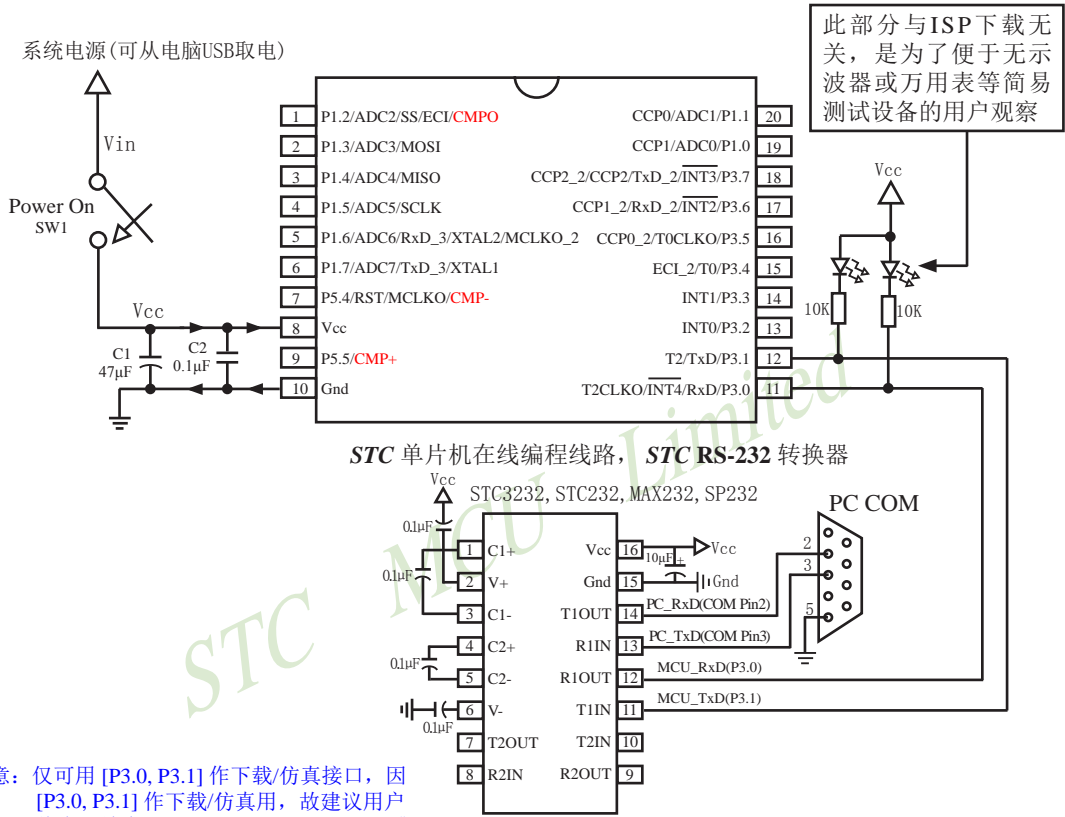 系统电源(可从电脑USB取电)
此部分与ISP下载无
关，是为了便于无示
波器或万用表等简易
测试设备的用户观察
Vin
Power On
SW1
Vcc
C1
47μF
C2
0.1μF
1 P1.2/ADC2/SS/ECI/CMPO
2 P1.3/ADC3/MOSI
3 P1.4/ADC4/MISO
4 P1.5/ADC5/SCLK
5 P1.6/ADC6/RxD_3/XTAL2/MCLKO_2
6 P1.7/ADC7/TxD_3/XTAL1
7 P5.4/RST/MCLKO/CMP-
8 Vcc
9 P5.5/CMP+
10 Gnd
CCP0/ADC1/P1.1 20
CCP1/ADC0/P1.0 19
CCP2_2/CCP2/TxD_2/INT3/P3.7 18
CCP1_2/RxD_2/INT2/P3.6 17
CCP0_2/T0CLKO/P3.5 16
ECI_2/T0/P3.4 15
INT1/P3.3 14
INT0/P3.2 13
T2/TxD/P3.1 12
T2CLKO/INT4/RxD/P3.0 11
Vcc
10K
10K
STC MCU Limited
STC 单片机在线编程线路， STC RS-232 转换器
STC3232,STC232,MAX232,SP232
Vcc
0.1μF
0.1μF
0.1μF
0.1μF
1 C1+
2 V+
3 C1-
4 C2+
5 C2-
6 V-
7 T2OUT
8 R2IN
Vcc 16
Gnd 15
T1OUT 14
R1IN 13
R1OUT 12
T1IN 11
T2IN 10
R2OUT 9
10μF +
Vcc
Gnd
PC_RxD(COM Pin2)
PC_TxD(COM Pin3)
MCU_RxD(P3.0)
MCU_TxD(P3.1)
PC COM
2
3
5
意：仅可用 [P3.0, P3.1] 作下载/仿真接口，因
[P3.0, P3.1] 作下载/仿真用，故建议用户